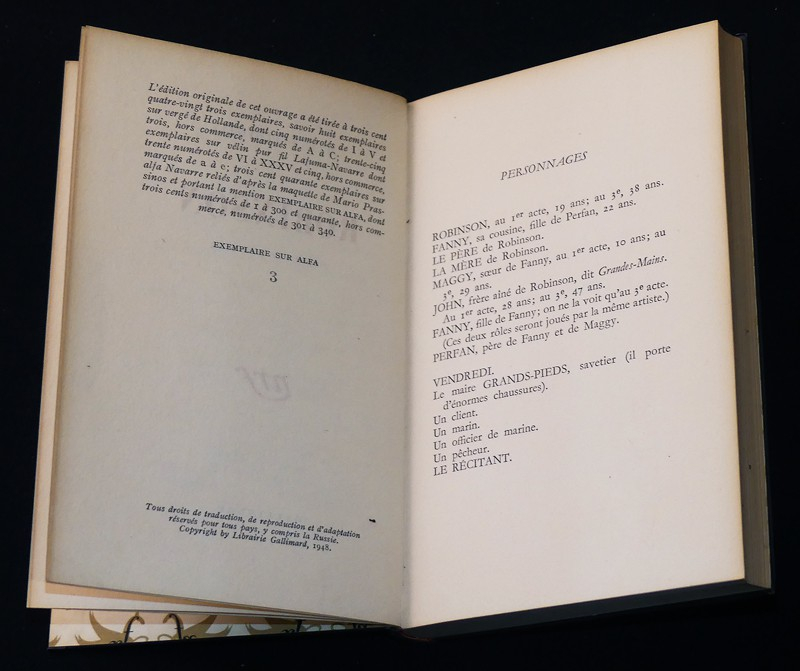 L'édition originale de cet ouvrage a été tirée à trois cent
quatre-vingt trois exemplaires, savoir huit exemplaires
sur vergé de Hollande, dont cinq numérotés de I à V et
trois, hors commerce, marqués de A à C; trente-cinq
exemplaires sur vélin pur fil Lafuma-Navarre dont
trente numérotés de VI à XXXV et cinq, hors commerce,
marqués de a à e; trois cent quarante exemplaires sur
alfa Navarre reliés d'après la maquette de Mario Pras-
sinos et portant la mention EXEMPLAIRE SUR ALFA, dont
trois cents numérotés de 1 à 300 et quarante, hors com-
merce, numérotés de 301 à 340.
EXEMPLAIRE SUR ALFA
3
Tous droits de traduction, de reproduction et d'adaptation
réservés pour tous pays, y compris la Russie.
Copyright by Librairie Gallimard, 1948.
PERSONNAGES
ROBINSON, au 1er acte, 19 ans; au 3e, 38 ans.
FANNY, sa cousine, fille de Perfan, 22 ans.
LE PÈRE de Robinson.
LA MÈRE de Robinson.
MAGGY, sœur de Fanny, au 1er acte, 10 ans; au
3e, 29 ans.
JOHN, frère aîné de Robinson, dit Grandes-Mains.
Au 1er acte, 28 ans; au 3e, 47 ans.
FANNY, fille de Fanny; on ne la voit qu'au 3e acte.
(Ces deux rôles seront joués par la même artiste.)
PERFAN, père de Fanny et de Maggy.
VENDREDI.
Le maire GRANDS-PIEDS, savetier (il porte
d'énormes chaussures).
Un client.
Un marin.
Un officier de marine.
Un pêcheur.
LE RÉCITANT.